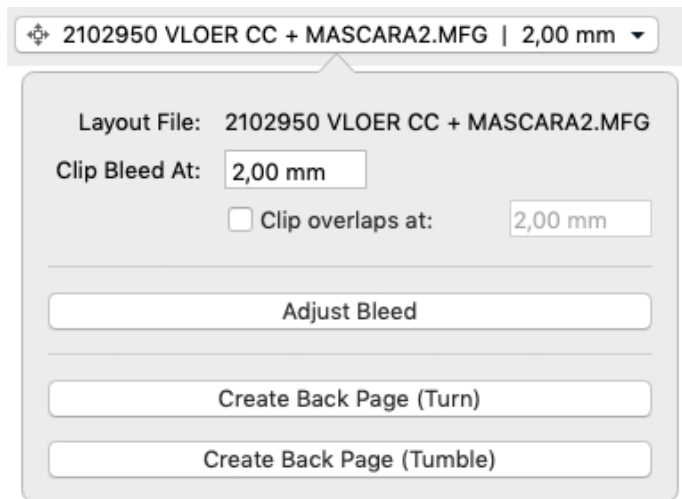 2102950 VLOER CC + MASCARA2.MFG | 2,00 mm
Layout File: 2102950 VLOER CC + MASCARA2.MFG
Clip Bleed At: 2,00 mm
Clip overlaps at: 2,00 mm
Adjust Bleed
Create Back Page (Turn)
Create Back Page (Tumble)